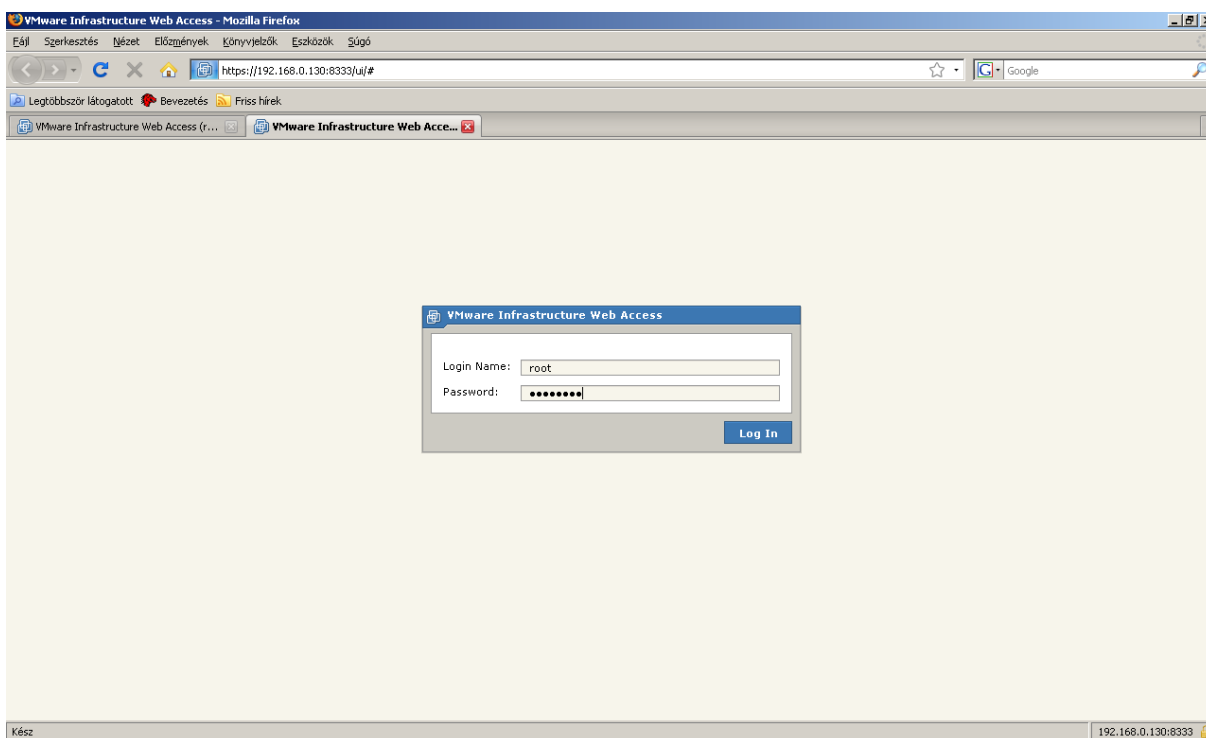 VMware Infrastructure Web Access - Mozilla Firefox
Fájl Szerkesztés Nézet Előzmények Könyvjelzők Eszközök Súgó
https://192.168.0.130:8333/ui/#
Google
Legtöbbször látogatott Bevezetés Friss hírek
VMware Infrastructure Web Access (r... VMware Infrastructure Web Acce...
VMware Infrastructure Web Access
Login Name: root
Password: ●●●●●●●●
Log In
Kész 192.168.0.130:8333